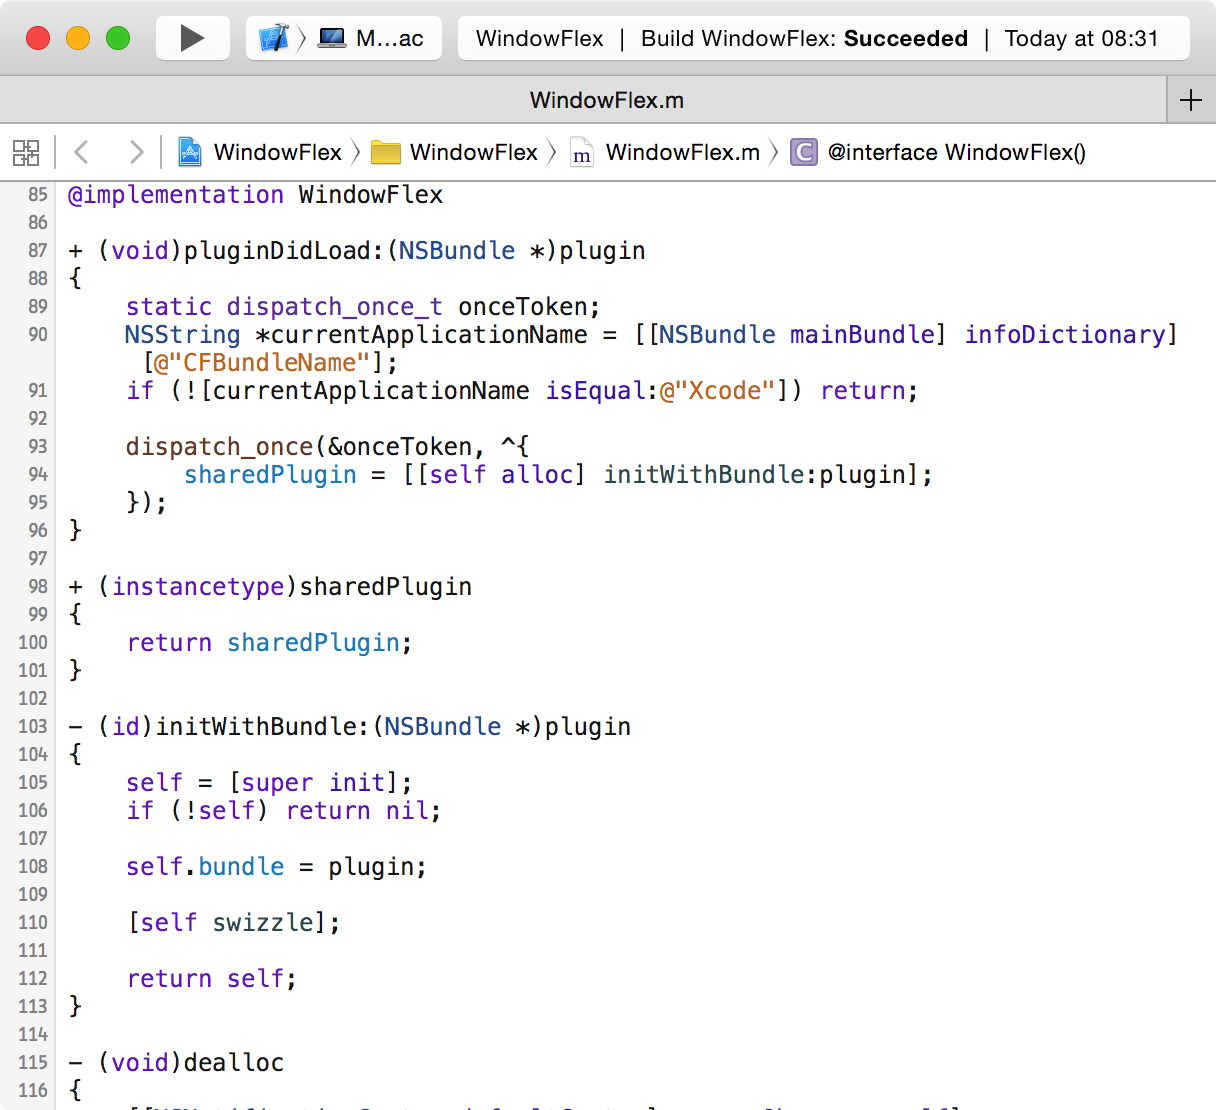 M...ac
WindowFlex | Build WindowFlex: Succeeded | Today at 08:31
WindowFlex.m
WindowFlex WindowFlex m WindowFlex.m C @interface WindowFlex()
85 @implementation WindowFlex
86
87 + (void)pluginDidLoad:(NSBundle *)plugin
88 {
89     static dispatch_once_t onceToken;
90     NSString *currentApplicationName = [[NSBundle mainBundle] infoDictionary]
[@"CFBundleName"];
91     if (![currentApplicationName isEqual:@"Xcode"]) return;
92
93     dispatch_once(&onceToken, ^{
94         sharedPlugin = [[self alloc] initWithBundle:plugin];
95     });
96 }
97
98 + (instancetype)sharedPlugin
99 {
100     return sharedPlugin;
101 }
102
103 - (id)initWithBundle:(NSBundle *)plugin
104 {
105     self = [super init];
106     if (!self) return nil;
107
108     self.bundle = plugin;
109
110     [self swizzle];
111
112     return self;
113 }
114
115 - (void)dealloc
116 {